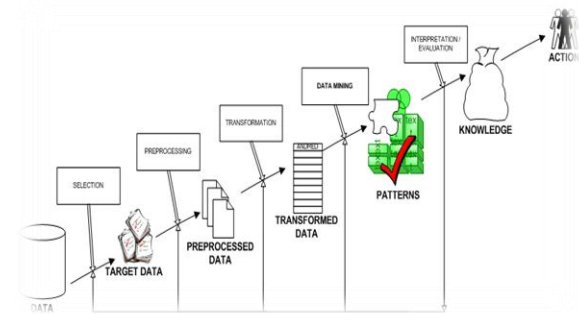 INTERPRETATION /
EVALUATION
ACTION
DATA MINING
KNOWLEDGE
TRANSFORMATION
PATTERNS
PREPROCESSING
TRANSFORMED
DATA
SELECTION
PREPROCESSED
DATA
TARGET DATA
DATA